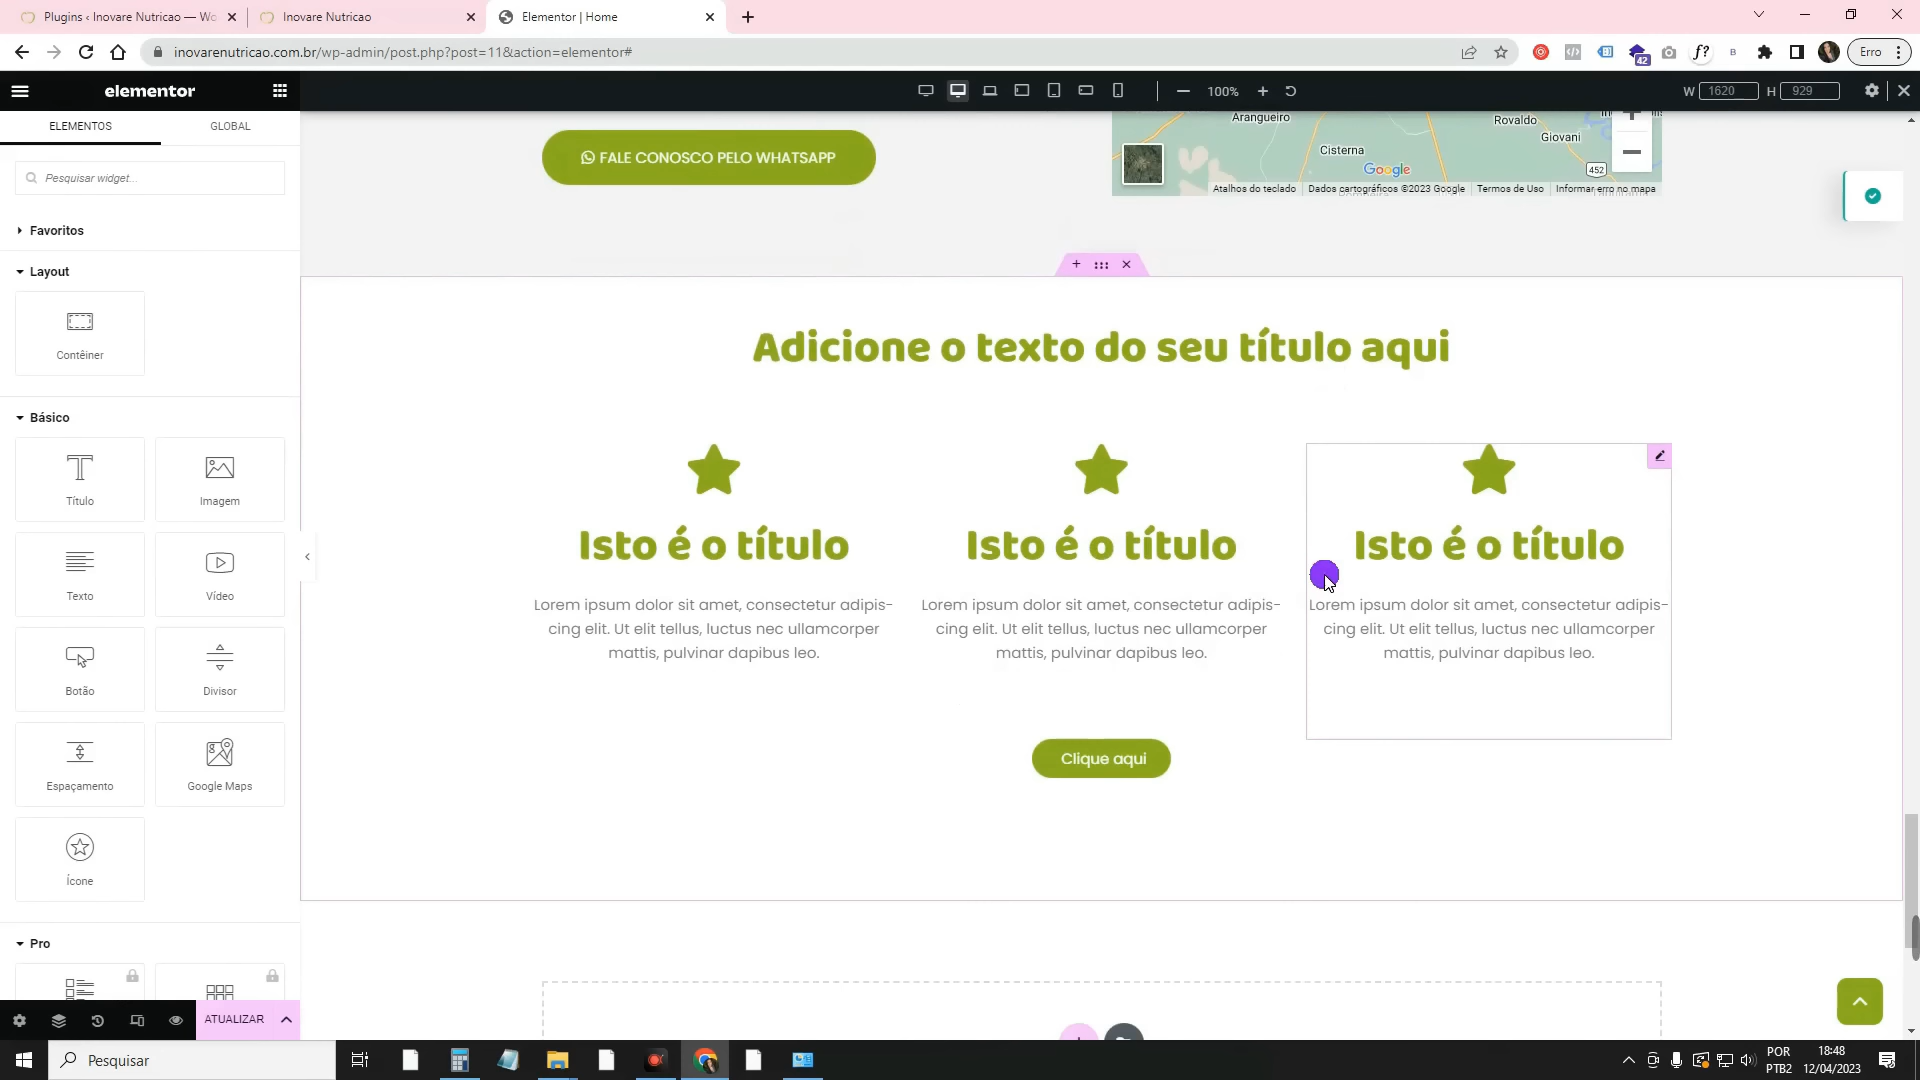 Plugins ‹ Inovare Nutricao — Wo
Inovare Nutricao
Elementor | Home
inovarenutricao.com.br/wp-admin/post.php?post=11&action=elementor#
42
f?
B
Erro
elementor
100%
W 1620
H 929
ELEMENTOS
GLOBAL
Pesquisar widget...
Favoritos
Layout
Contêiner
Básico
Título
Imagem
Texto
Vídeo
Botão
Divisor
Espaçamento
Google Maps
Ícone
Pro
ATUALIZAR
FALE CONOSCO PELO WHATSAPP
Arangueiro
Rovaldo
Giovani
Cisterna
452
Google
Atalhos do teclado
Dados cartográficos ©2023 Google
Termos de Uso
Informar erro no mapa
Adicione o texto do seu título aqui
Isto é o título
Lorem ipsum dolor sit amet, consectetur adipis-
cing elit. Ut elit tellus, luctus nec ullamcorper
mattis, pulvinar dapibus leo.
Isto é o título
Lorem ipsum dolor sit amet, consectetur adipis-
cing elit. Ut elit tellus, luctus nec ullamcorper
mattis, pulvinar dapibus leo.
Isto é o título
Lorem ipsum dolor sit amet, consectetur adipis-
cing elit. Ut elit tellus, luctus nec ullamcorper
mattis, pulvinar dapibus leo.
Clique aqui
Pesquisar
POR
PTB2
18:48
12/04/2023